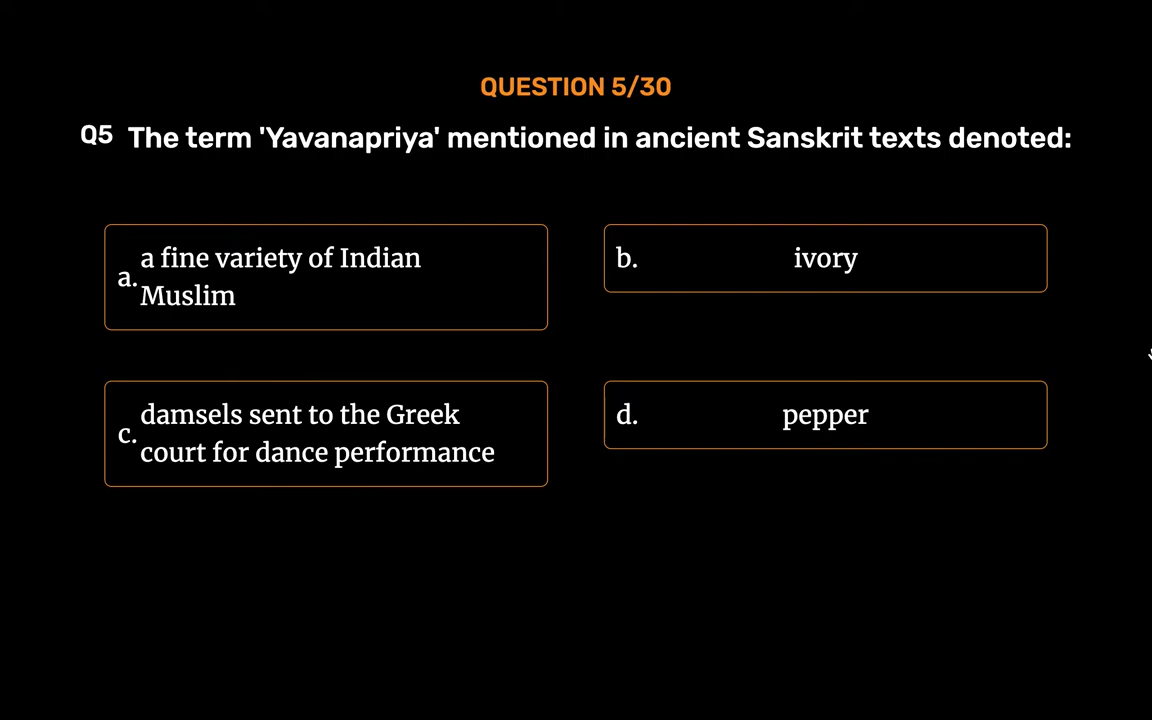 QUESTION 5/30
Q5 The term 'Yavanapriya' mentioned in ancient Sanskrit texts denoted:
a. a fine variety of Indian
Muslim
b. ivory
c. damsels sent to the Greek
court for dance performance
d. pepper